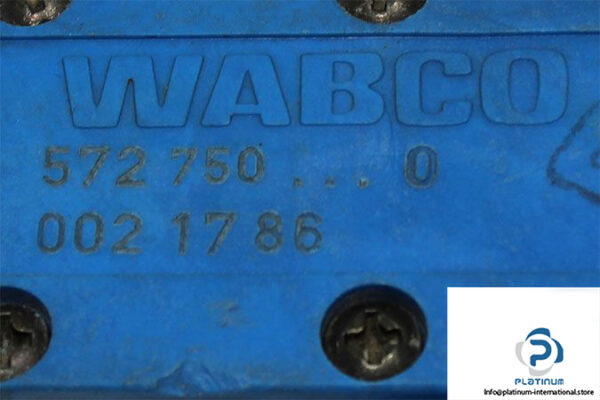 WABCO
572 750 ... 0
002 17 86
PLATINUM
info@platinum-international.store